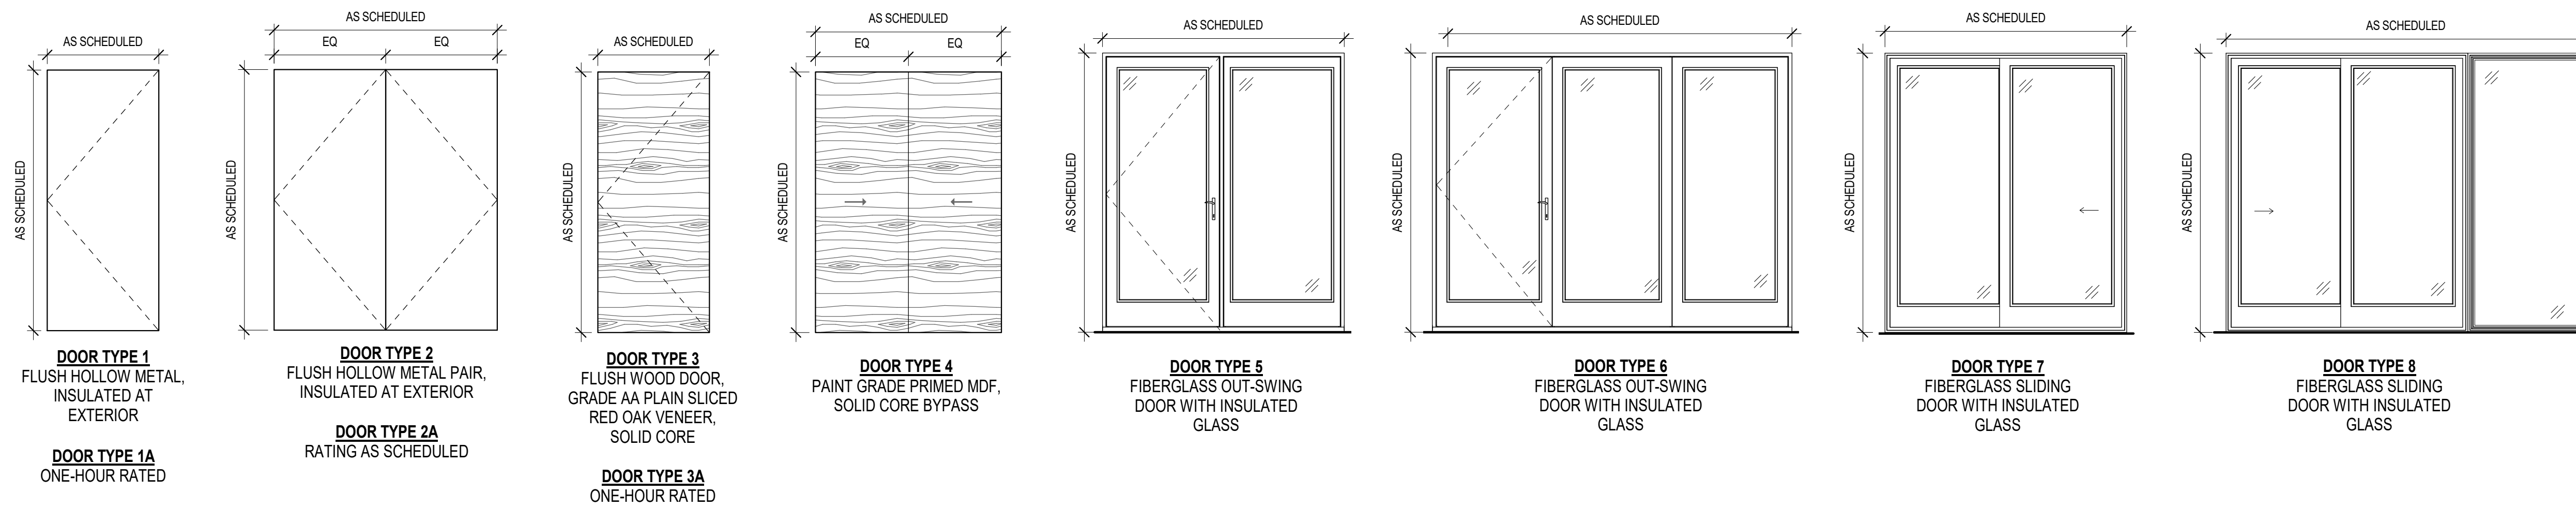 AS SCHEDULED
AS SCHEDULED
DOOR TYPE 1
FLUSH HOLLOW METAL,
INSULATED AT
EXTERIOR
DOOR TYPE 1A
ONE-HOUR RATED
AS SCHEDULED
EQ
EQ
AS SCHEDULED
DOOR TYPE 2
FLUSH HOLLOW METAL PAIR,
INSULATED AT EXTERIOR
DOOR TYPE 2A
RATING AS SCHEDULED
AS SCHEDULED
AS SCHEDULED
DOOR TYPE 3
FLUSH WOOD DOOR,
GRADE AA PLAIN SLICED
RED OAK VENEER,
SOLID CORE
DOOR TYPE 3A
ONE-HOUR RATED
AS SCHEDULED
EQ
EQ
AS SCHEDULED
DOOR TYPE 4
PAINT GRADE PRIMED MDF,
SOLID CORE BYPASS
AS SCHEDULED
AS SCHEDULED
DOOR TYPE 5
FIBERGLASS OUT-SWING
DOOR WITH INSULATED
GLASS
AS SCHEDULED
AS SCHEDULED
DOOR TYPE 6
FIBERGLASS OUT-SWING
DOOR WITH INSULATED
GLASS
AS SCHEDULED
AS SCHEDULED
DOOR TYPE 7
FIBERGLASS SLIDING
DOOR WITH INSULATED
GLASS
AS SCHEDULED
AS SCHEDULED
DOOR TYPE 8
FIBERGLASS SLIDING
DOOR WITH INSULATED
GLASS